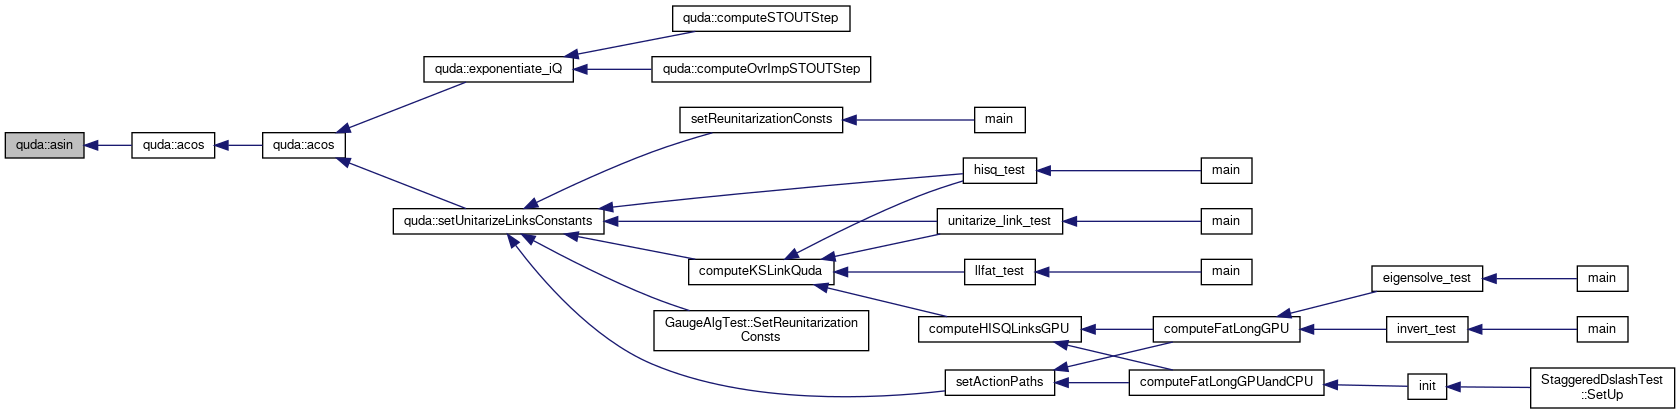 quda::computeSTOUTStep
quda::exponentiate_iQ
quda::computeOvrImpSTOUTStep
setReunitarizationConsts
main
quda::asin
quda::acos
quda::acos
hisq_test
main
quda::setUnitarizeLinksConstants
unitarize_link_test
main
computeKSLinkQuda
llfat_test
main
eigensolve_test
main
GaugeAlgTest::SetReunitarization
Consts
computeHISQLinksGPU
computeFatLongGPU
invert_test
main
setActionPaths
computeFatLongGPUandCPU
init
StaggeredDslashTest
::SetUp